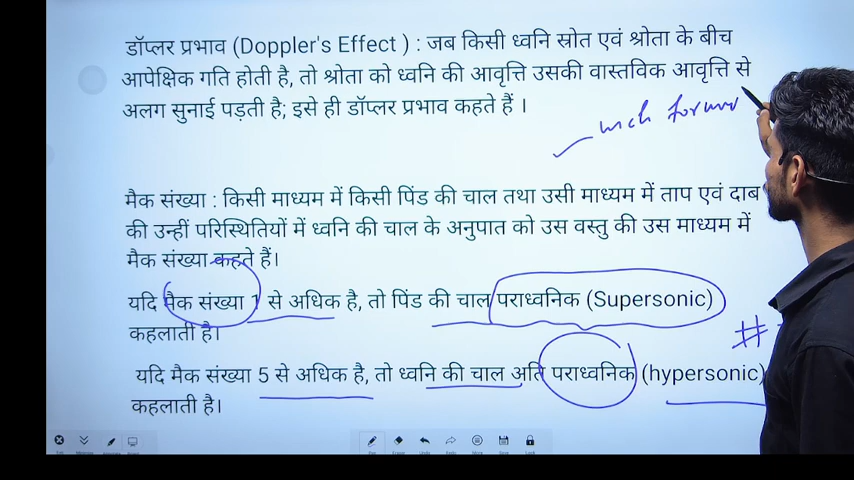 डॉप्लर प्रभाव (Doppler's Effect ) : जब किसी ध्वनि स्रोत एवं श्रोता के बीच
आपेक्षिक गति होती है, तो श्रोता को ध्वनि की आवृत्ति उसकी वास्तविक आवृत्ति से
अलग सुनाई पड़ती है; इसे ही डॉप्लर प्रभाव कहते हैं ।
मैक संख्या : किसी माध्यम में किसी पिंड की चाल तथा उसी माध्यम में ताप एवं दाब
की उन्हीं परिस्थितियों में ध्वनि की चाल के अनुपात को उस वस्तु की उस माध्यम में
मैक संख्या कहते हैं।
यदि मैक संख्या 1 से अधिक है, तो पिंड की चाल पराध्वनिक (Supersonic)
#
कहलाती है।
यदि मैक संख्या 5 से अधिक है, तो ध्वनि की चाल अति पराध्वनिक (hypersonic)
कहलाती है।